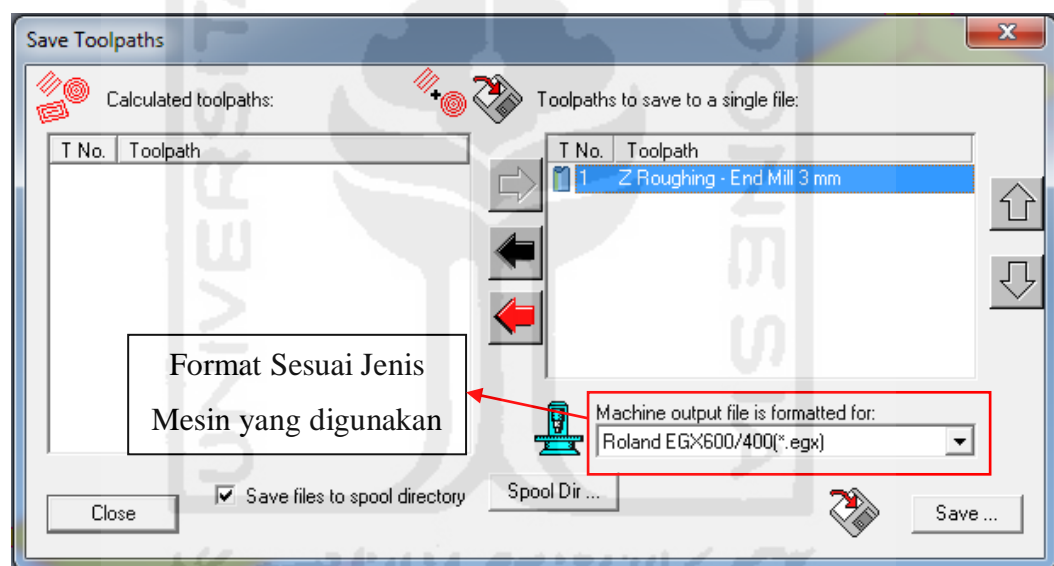 Save Toolpaths
Calculated toolpaths:
Toolpaths to save to a single file:
T No. Toolpath
T No. Toolpath
1 Z Roughing - End Mill 3 mm
Format Sesuai Jenis
Mesin yang digunakan
Machine output file is formatted for:
Roland EGX600/400(*.egx)
Save files to spool directory
Spool Dir ...
Close
Save ...
UNIVERSITA
ONESIA